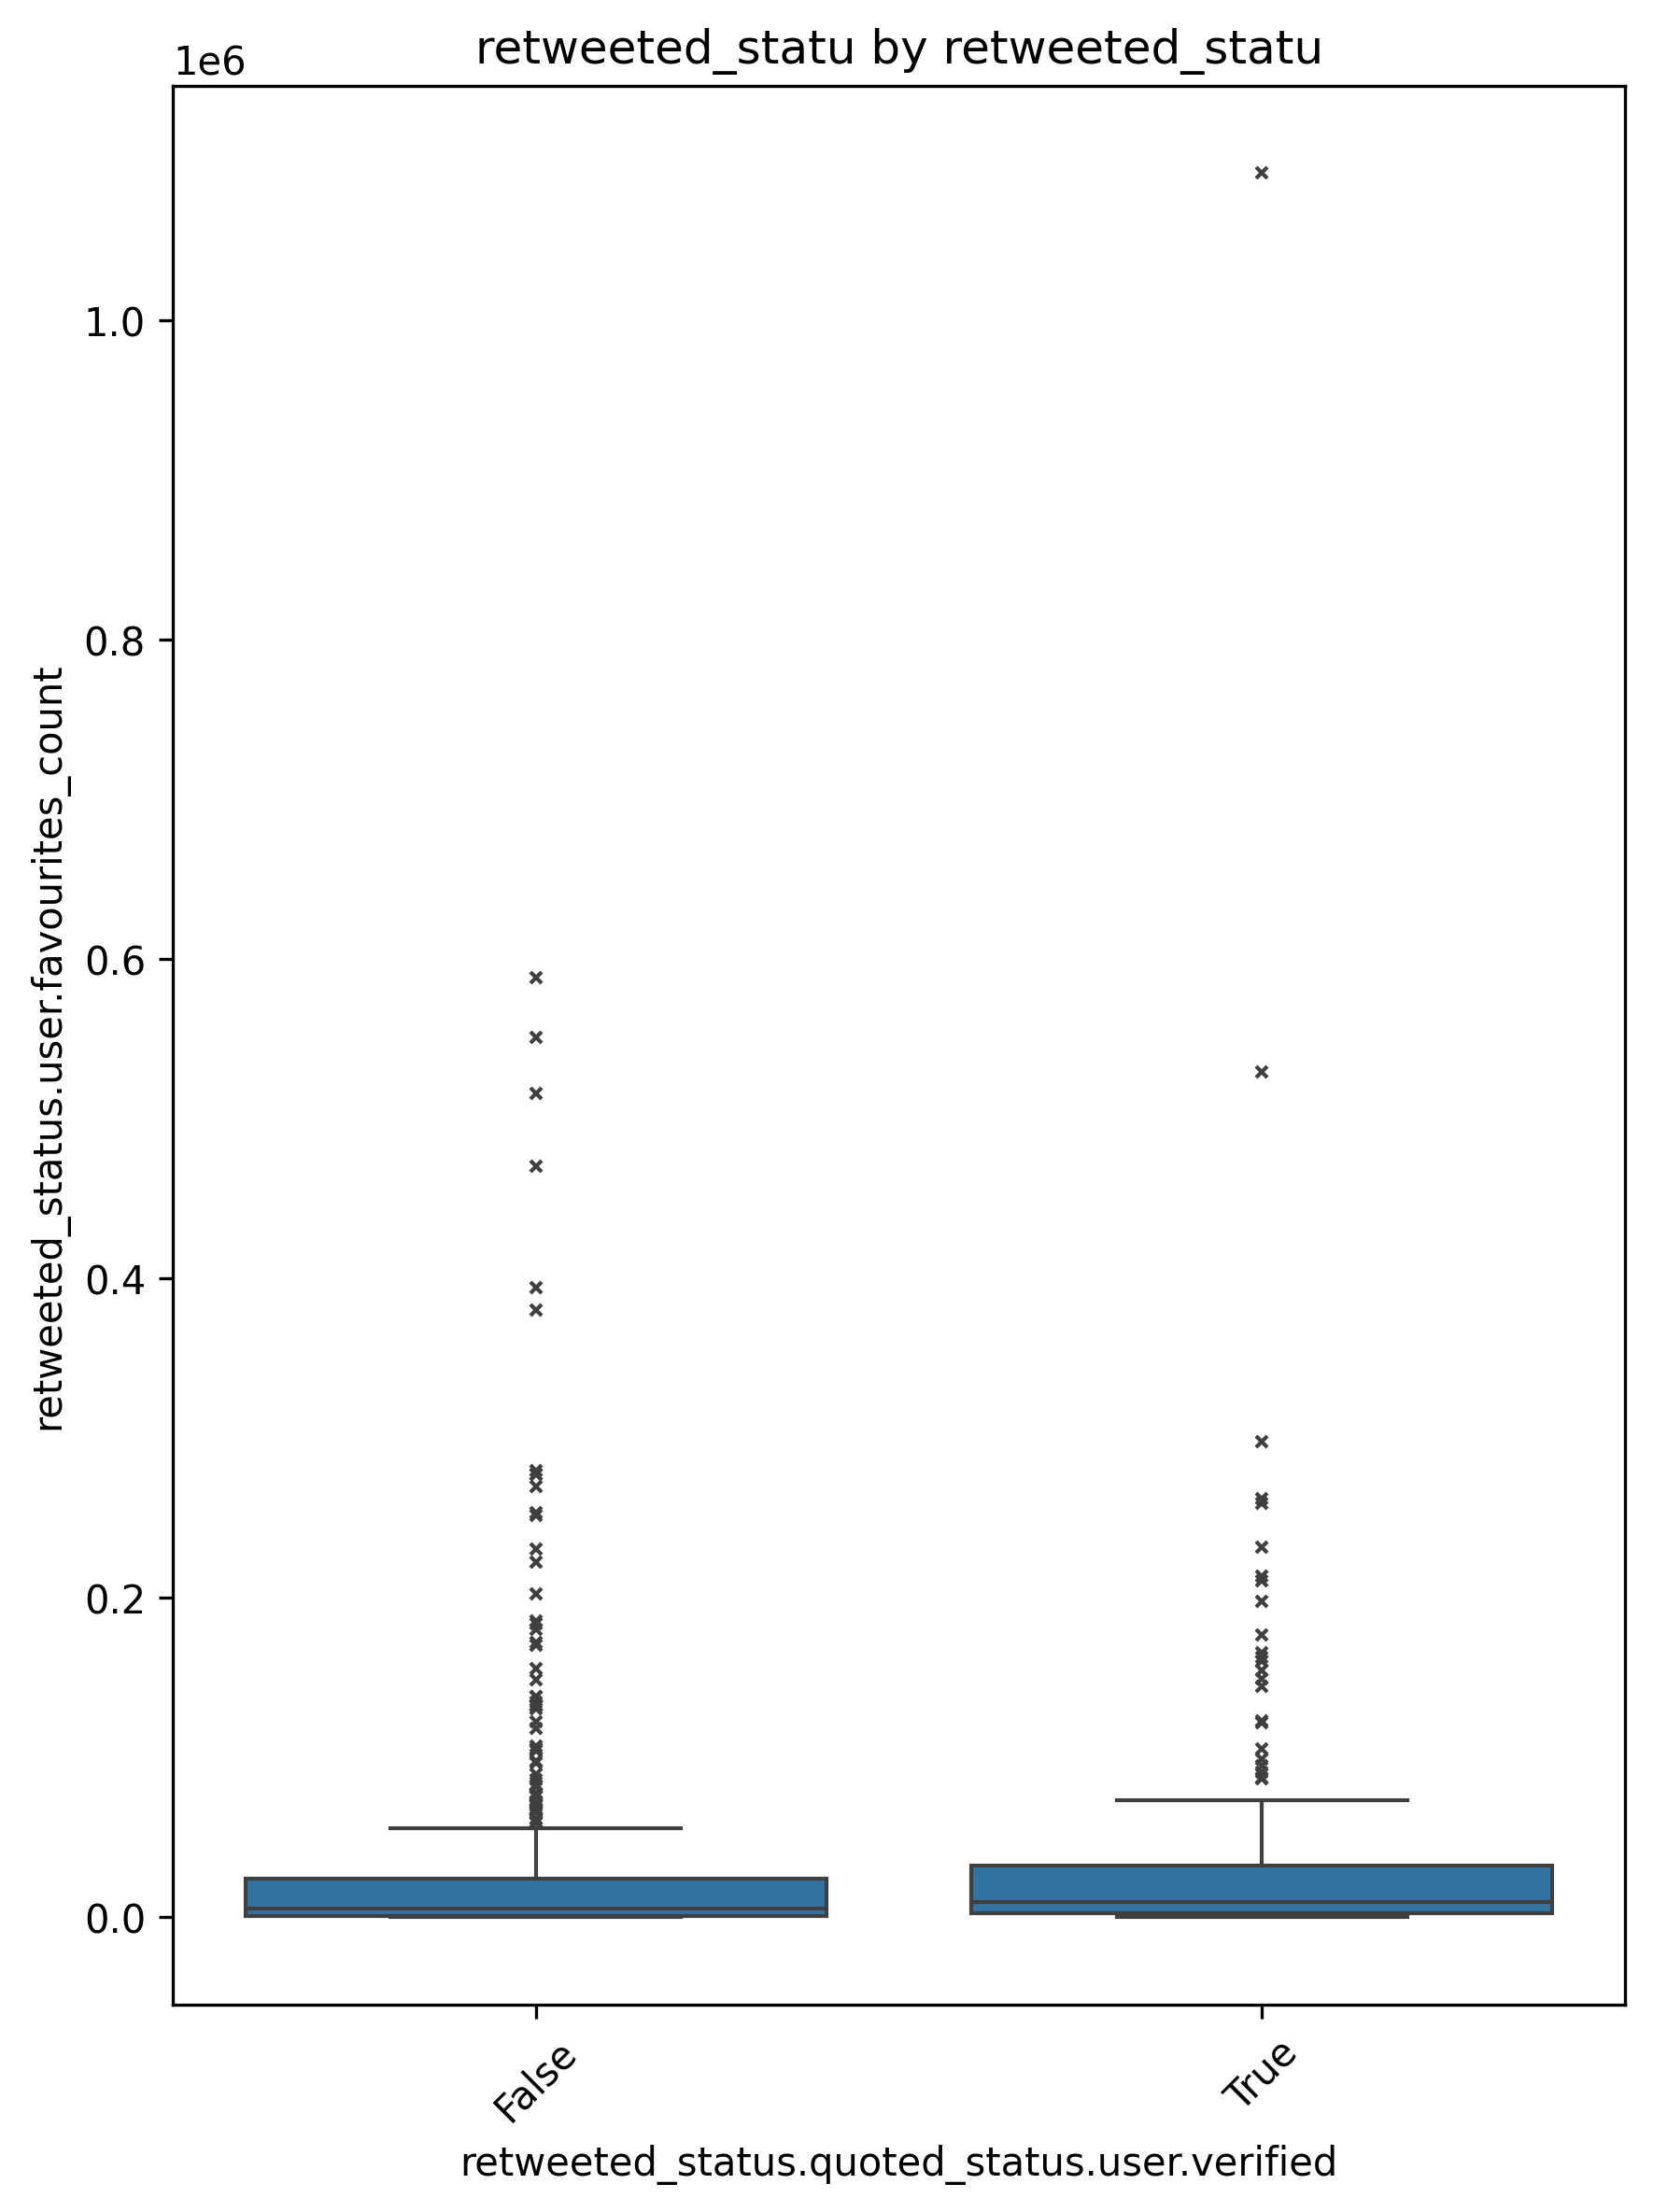 retweeted_statu by retweeted_statu
1e6
1.0
0.8
0.6
0.4
0.2
0.0
retweeted_status.user.favourites_count
False
True
retweeted_status.quoted_status.user.verified